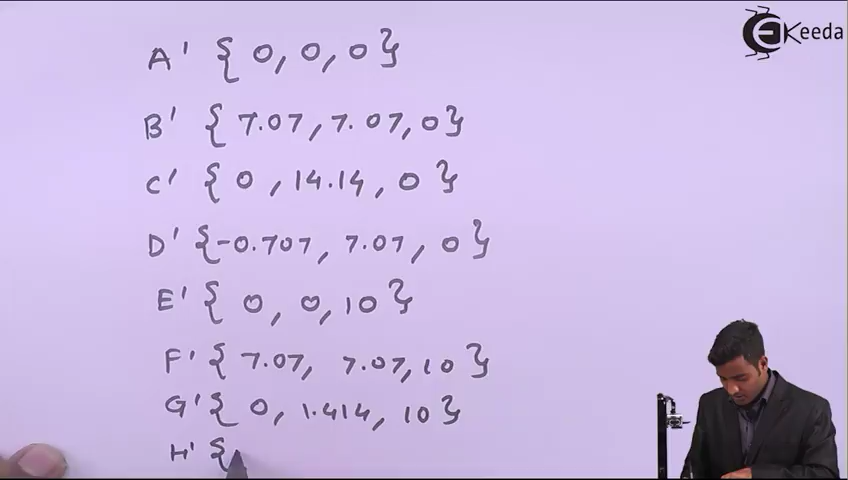 EKeeda
A' { 0, 0, 0}
B' { 7.07, 7.07, 0}
C' { 0, 14.14, 0}
D' {-0.707, 7.07, 0}
E' { 0, 0, 10}
F' { 7.07, 7.07, 10}
G' { 0, 1.414, 10}
H' {